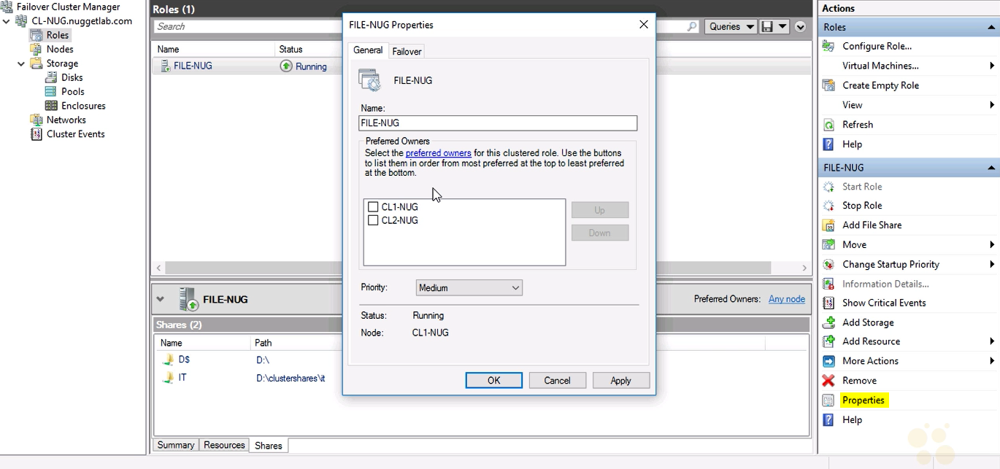 Failover Cluster Manager
CL-NUG.nuggetlab.com
Roles
Nodes
Storage
Disks
Pools
Enclosures
Networks
Cluster Events
Roles (1)
Search
Queries
Name Status
FILE-NUG Running
FILE-NUG
Preferred Owners: Any node
Shares (2)
Name Path
D$ D:\
IT D:\clustershares\it
Summary Resources Shares
FILE-NUG Properties
General Failover
FILE-NUG
Name:
FILE-NUG
Preferred Owners
Select the preferred owners for this clustered role. Use the buttons
to list them in order from most preferred at the top to least preferred
at the bottom.
CL1-NUG
CL2-NUG
Up
Down
Priority: Medium
Status: Running
Node: CL1-NUG
OK Cancel Apply
Actions
Roles
Configure Role...
Virtual Machines...
Create Empty Role
View
Refresh
Help
FILE-NUG
Start Role
Stop Role
Add File Share
Move
Change Startup Priority
Information Details...
Show Critical Events
Add Storage
Add Resource
More Actions
Remove
Properties
Help